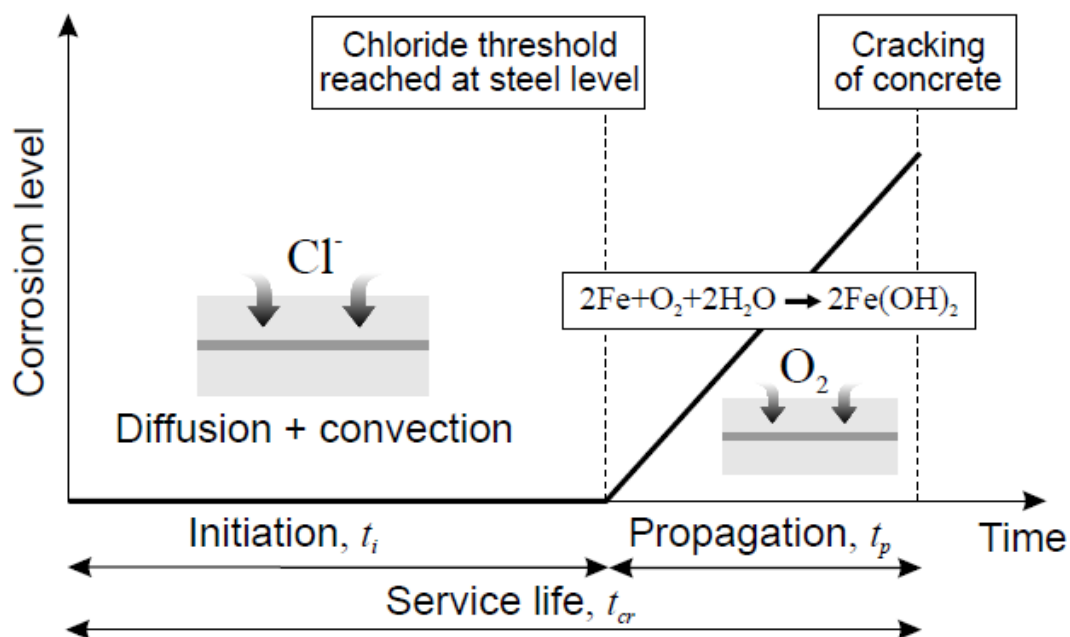 Chloride threshold
reached at steel level
Cracking
of concrete
Corrosion level
Cl⁻
2Fe+O₂+2H₂O → 2Fe(OH)₂
O₂
Diffusion + convection
Initiation, tᵢ
Propagation, tₚ
Time
Service life, t_cr